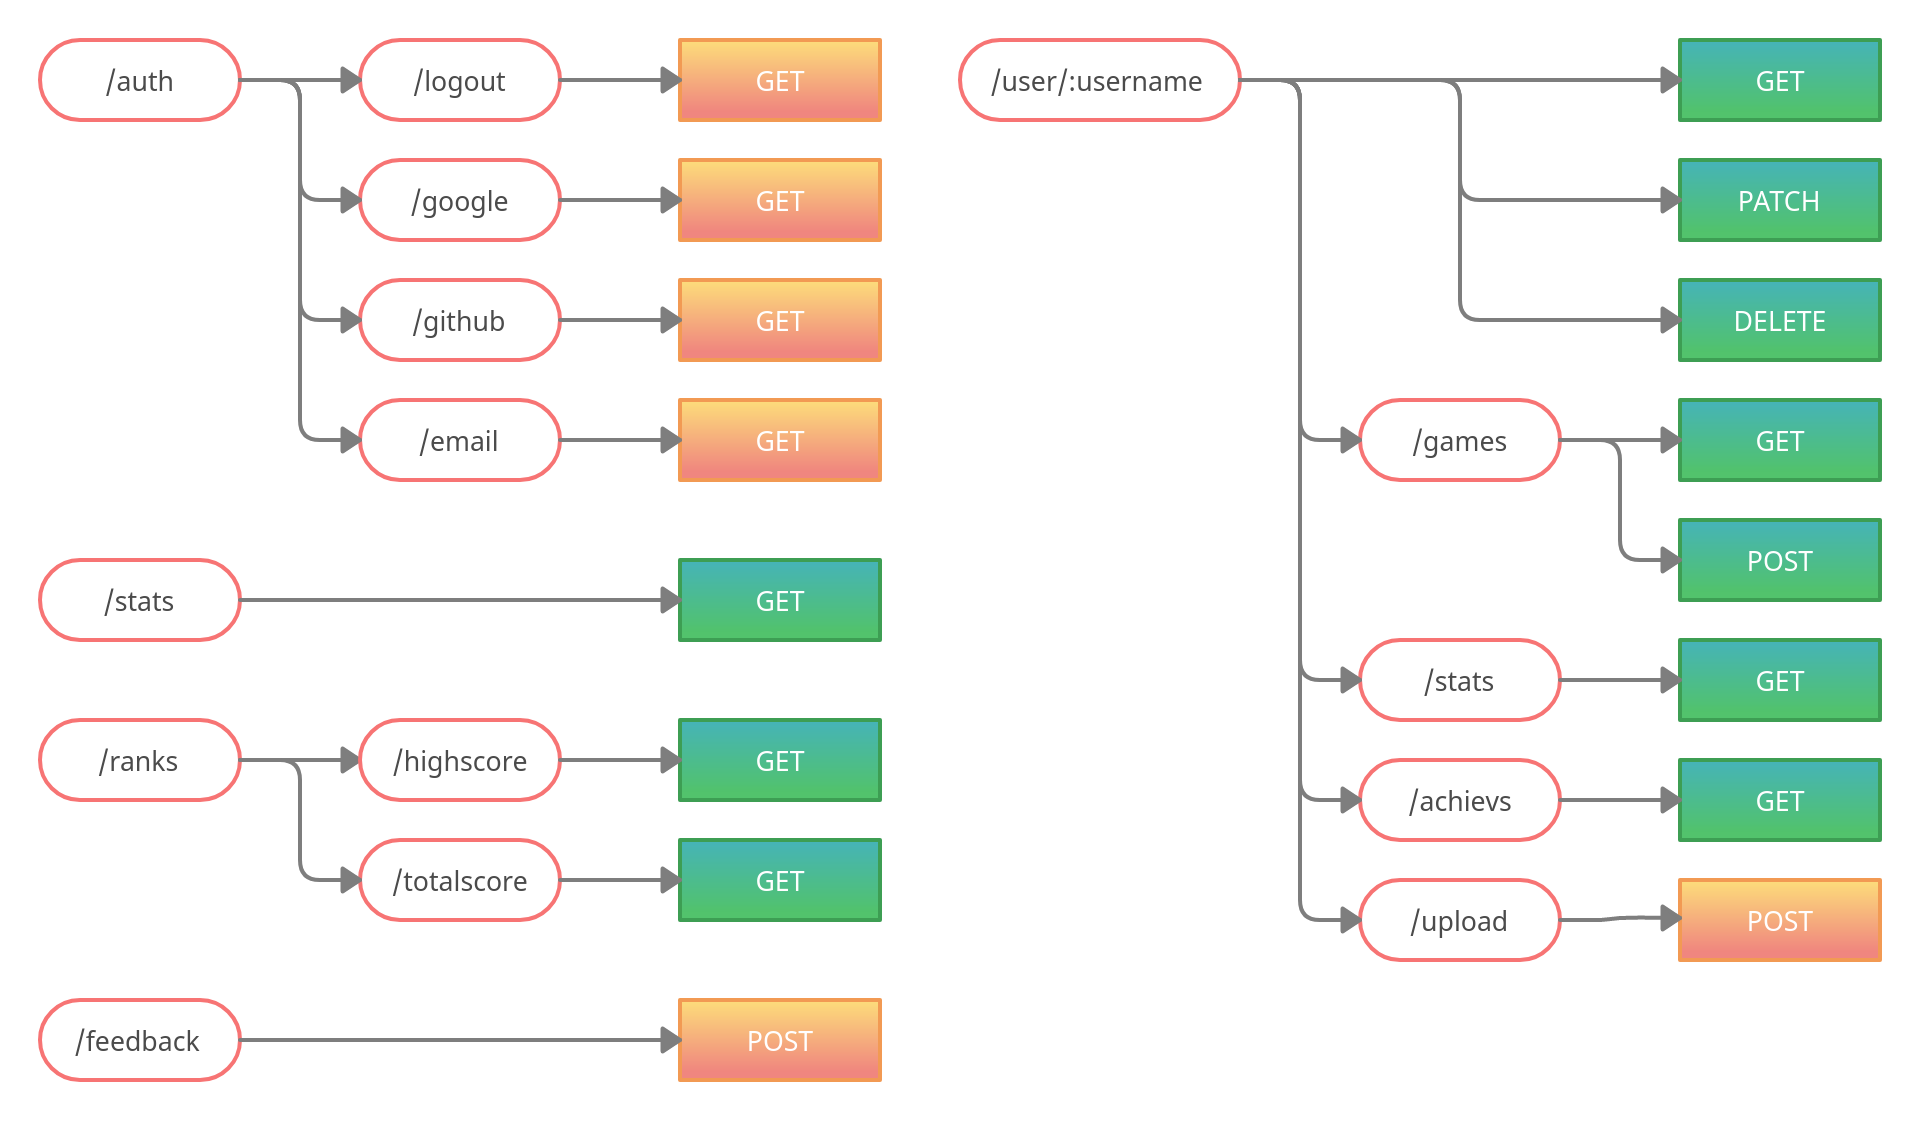 /auth
/logout
GET
/google
GET
/github
GET
/email
GET
/stats
GET
/ranks
/highscore
GET
/totalscore
GET
/feedback
POST
/user/:username
GET
PATCH
DELETE
/games
GET
POST
/stats
GET
/achievs
GET
/upload
POST